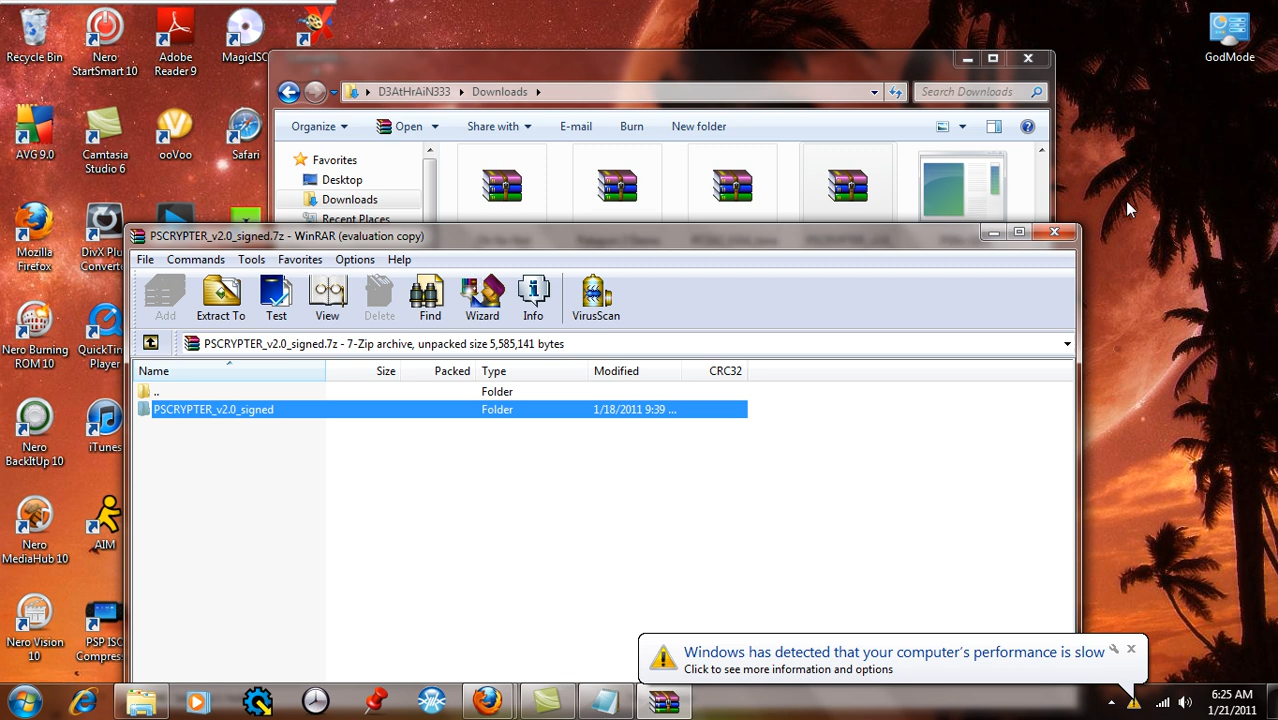 Recycle Bin
Nero
StartSmart 10
Adobe
Reader 9
MagicISO
GodMode
AVG 9.0
Camtasia
Studio 6
ooVoo
Safari
Mozilla
Firefox
DivX Plu
Converte
Nero Burning
ROM 10
QuickTin
Player
Nero
BackItUp 10
iTunes
Nero
MediaHub 10
AIM
Nero Vision
10
PSP ISO
Compres
D3AtHrAiN333
Downloads
Search Downloads
Organize
Open
Share with
E-mail
Burn
New folder
Favorites
Desktop
Downloads
Recent Places
PSCRYPTER_v2.0_signed.7z - WinRAR (evaluation copy)
File Commands Tools Favorites Options Help
Add
Extract To
Test
View
Delete
Find
Wizard
Info
VirusScan
PSCRYPTER_v2.0_signed.7z - 7-Zip archive, unpacked size 5,585,141 bytes
Name Size Packed Type Modified CRC32
.. Folder
PSCRYPTER_v2.0_signed Folder 1/18/2011 9:39 ...
Windows has detected that your computer's performance is slow
Click to see more information and options
6:25 AM
1/21/2011